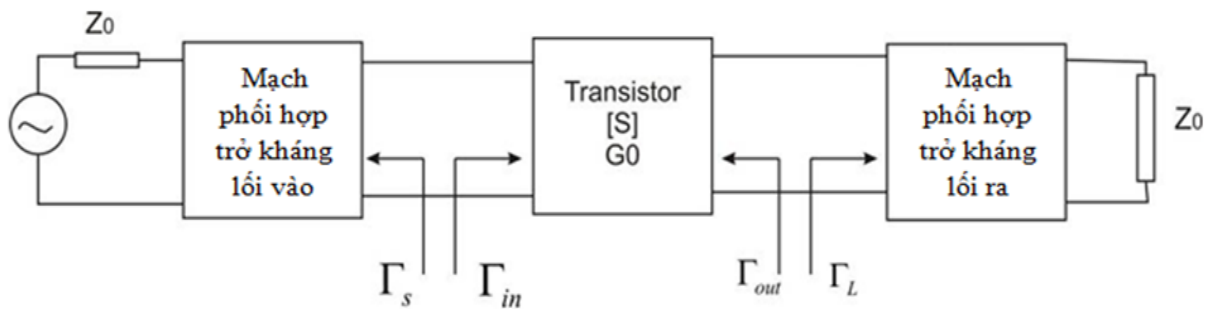 Z0
Mạch
phối hợp
trở kháng
lối vào
Transistor
[S]
G0
Mạch
phối hợp
trở kháng
lối ra
Z0
Γs
Γin
Γout
ΓL